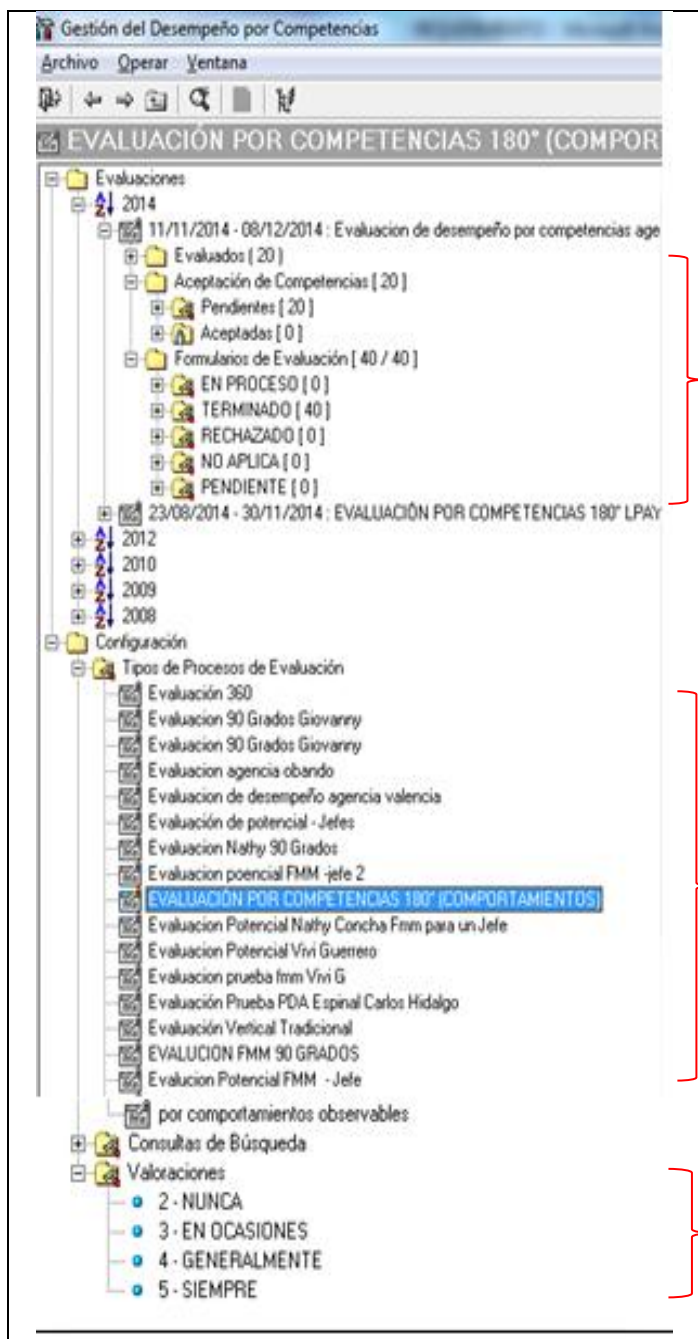 Gestión del Desempeño por Competencias
Archivo Operar Ventana
EVALUACIÓN POR COMPETENCIAS 180° (COMPOR
Evaluaciones
2014
11/11/2014 - 08/12/2014 : Evaluacion de desempeño por competencias age
Evaluados [ 20 ]
Aceptación de Competencias [ 20 ]
Pendientes [ 20 ]
Aceptadas [ 0 ]
Formularios de Evaluación [ 40 / 40 ]
EN PROCESO [ 0 ]
TERMINADO [ 40 ]
RECHAZADO [ 0 ]
NO APLICA [ 0 ]
PENDIENTE [ 0 ]
23/08/2014 - 30/11/2014 : EVALUACIÓN POR COMPETENCIAS 180° LPAY
2012
2010
2009
2008
Configuración
Tipos de Procesos de Evaluación
Evaluación 360
Evaluacion 90 Grados Giovanny
Evaluacion 90 Grados Giovanny
Evaluacion agencia obando
Evaluacion de desempeño agencia valencia
Evaluación de potencial - Jefes
Evaluacion Nathy 90 Grados
Evaluacion poencial FMM -jefe 2
EVALUACIÓN POR COMPETENCIAS 180° (COMPORTAMIENTOS)
Evaluacion Potencial Nathy Concha Fmm para un Jefe
Evaluacion Potencial Vivi Guerrero
Evaluacion prueba fmm Vivi G
Evaluación Prueba PDA Espinal Carlos Hidalgo
Evaluación Vertical Tradicional
EVALUCION FMM 90 GRADOS
Evalucion Potencial FMM - Jefe
por comportamientos observables
Consultas de Búsqueda
Valoraciones
2 - NUNCA
3 - EN OCASIONES
4 - GENERALMENTE
5 - SIEMPRE